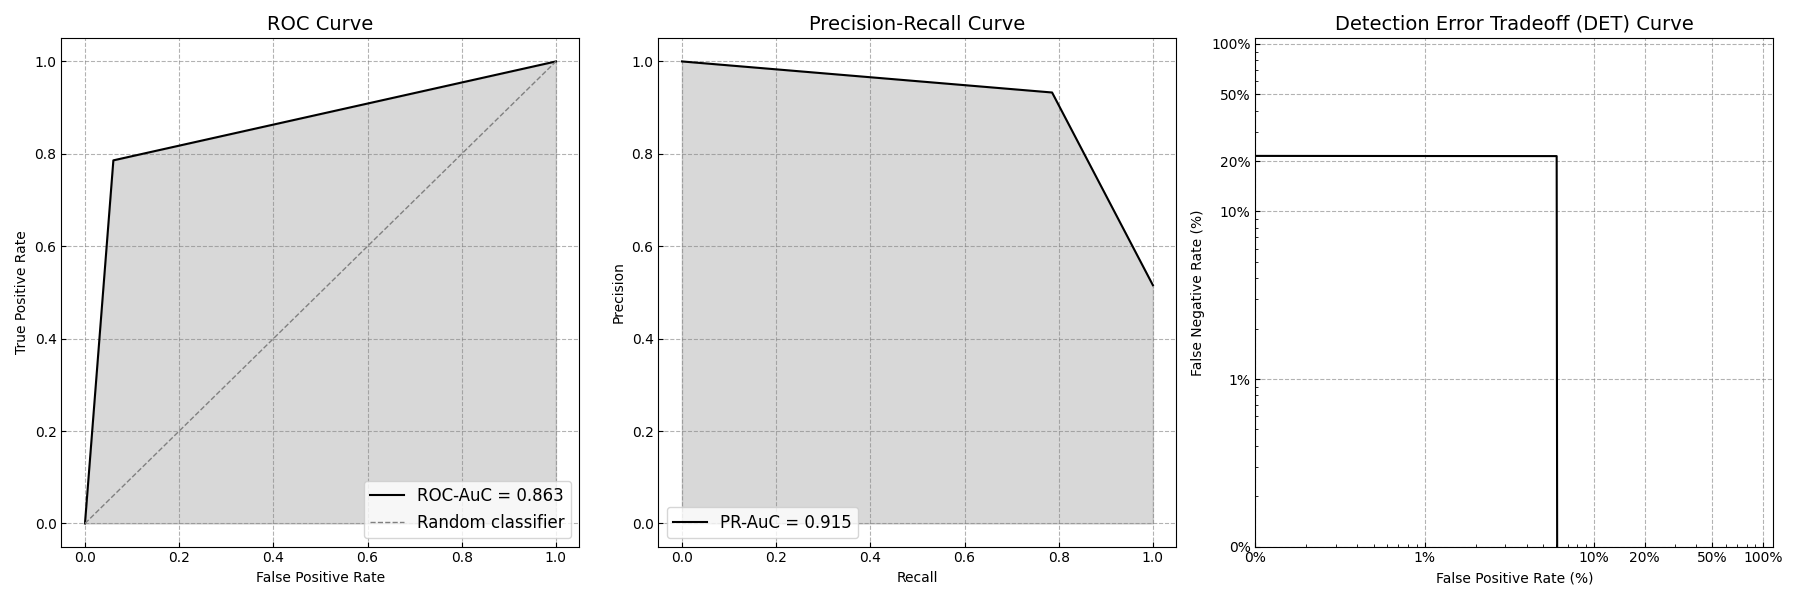 ROC Curve
1.0
0.8
0.6
0.4
0.2
0.0
True Positive Rate
0.0 0.2 0.4 0.6 0.8 1.0
False Positive Rate
ROC-AuC = 0.863
Random classifier
Precision-Recall Curve
1.0
0.8
0.6
0.4
0.2
0.0
Precision
0.0 0.2 0.4 0.6 0.8 1.0
Recall
PR-AuC = 0.915
Detection Error Tradeoff (DET) Curve
100%
50%
20%
10%
1%
0%
False Negative Rate (%)
0% 1% 10% 20% 50% 100%
False Positive Rate (%)